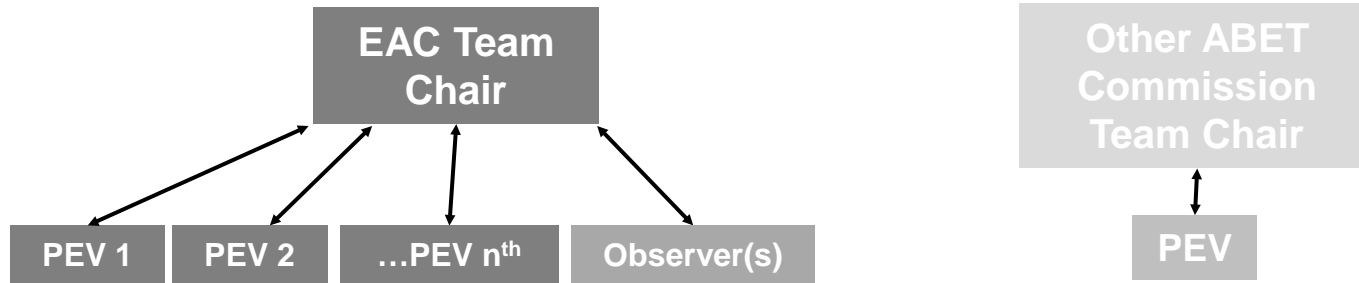 EAC Team
Chair
Other ABET
Commission
Team Chair
PEV 1
PEV 2
...PEV nth
Observer(s)
PEV